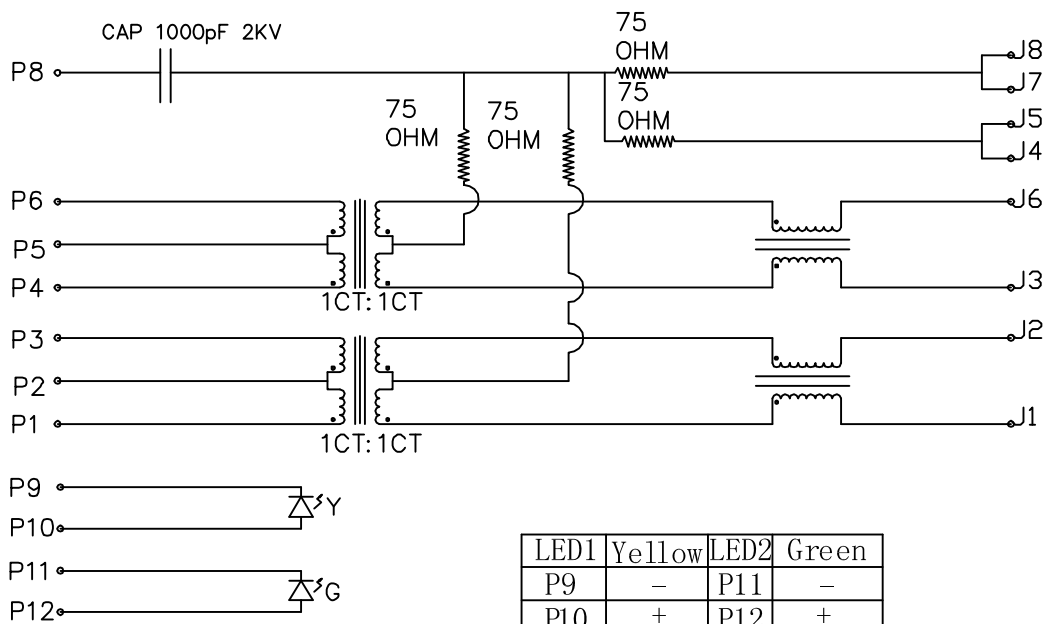 CAP 1000pF 2KV
75
OHM
J8
P8
J7
75
OHM
75
OHM
75
OHM
J5
J4
P6
J6
P5
P4
J3
1CT:1CT
P3
J2
P2
P1
J1
1CT:1CT
P9
Y
P10
P11
G
P12
LED1 Yellow LED2 Green
P9 - P11 -
P10 + P12 +